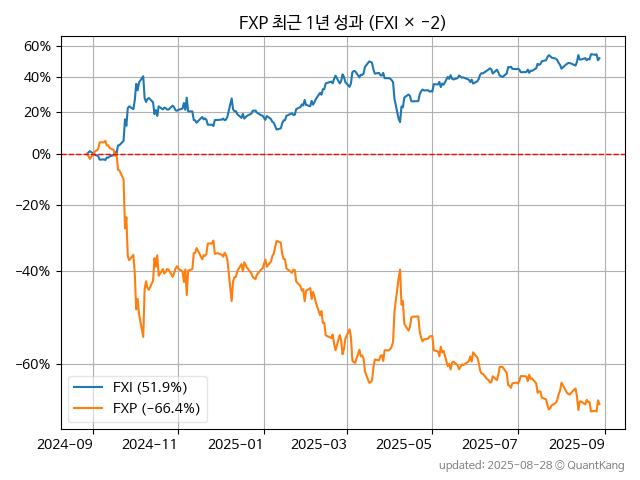 FXP 최근 1년 성과 (FXI × −2)
60%
40%
20%
0%
−20%
−40%
−60%
FXI (51.9%)
FXP (−66.4%)
2024-09 2024-11 2025-01 2025-03 2025-05 2025-07 2025-09
updated: 2025-08-28 © QuantKang